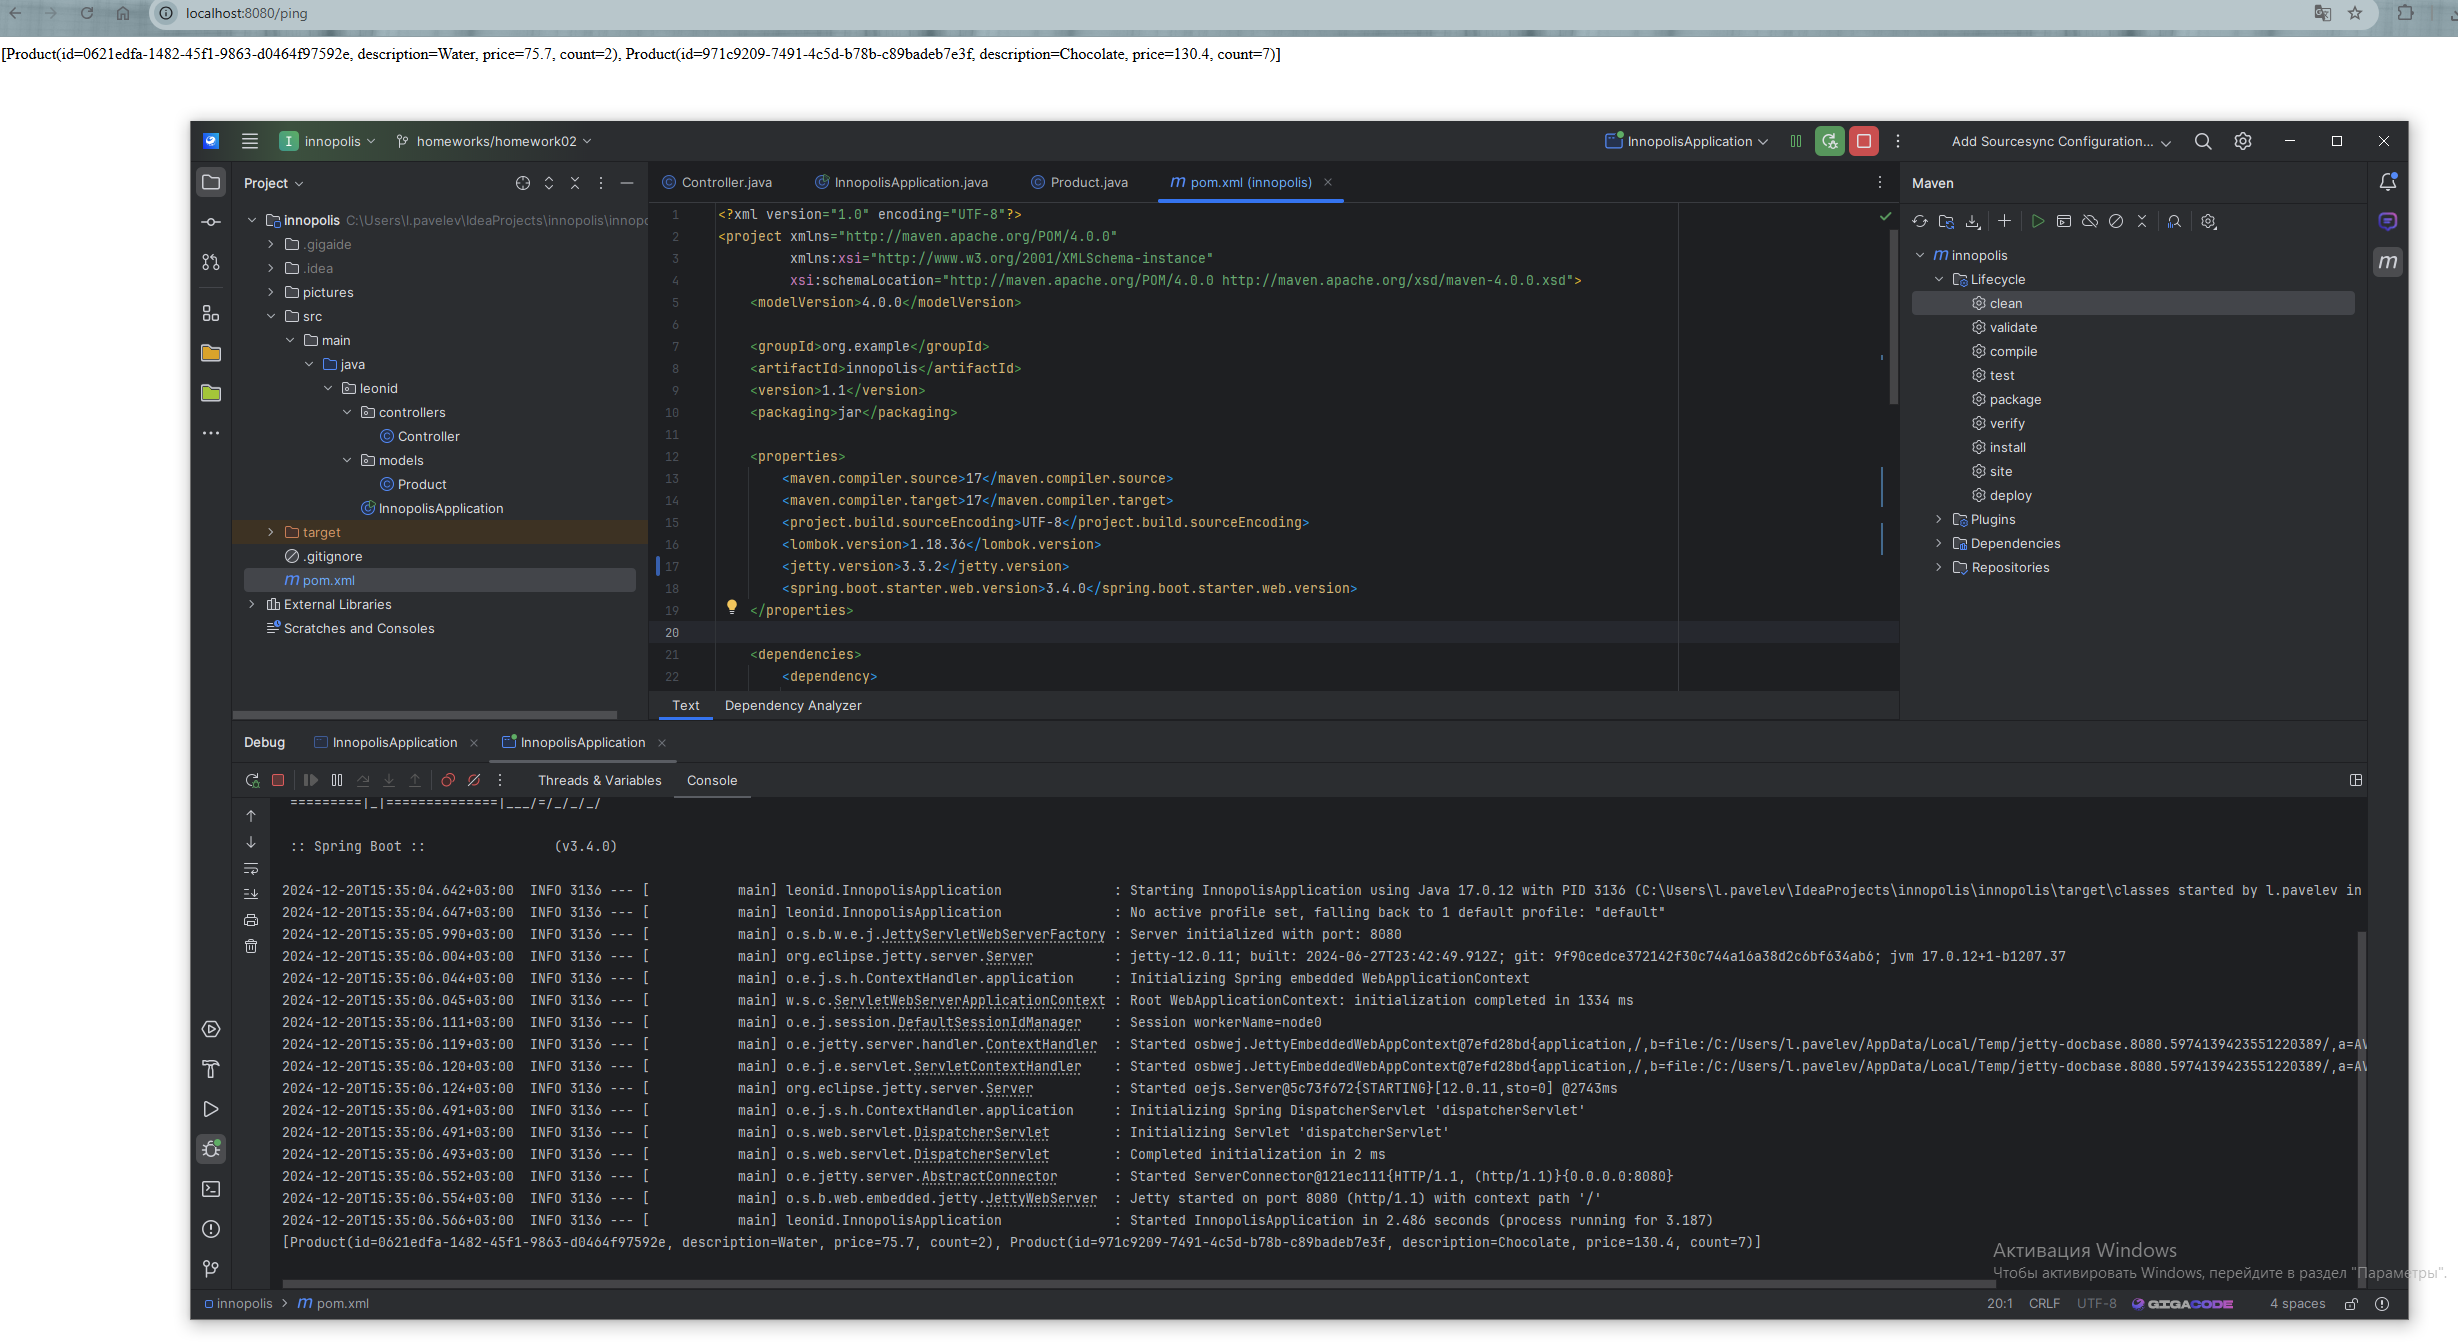 localhost:8080/ping
[Product(id=0621edfa-1482-45f1-9863-d0464f97592e, description=Water, price=75.7, count=2), Product(id=971c9209-7491-4c5d-b78b-c89badeb7e3f, description=Chocolate, price=130.4, count=7)]
I innopolis homeworks/homework02 InnopolisApplication Add Sourcesync Configuration...
Project
innopolis C:\Users\l.pavelev\IdeaProjects\innopolis\innopo
.gigaide
.idea
pictures
src
main
java
leonid
controllers
Controller
models
Product
InnopolisApplication
target
.gitignore
pom.xml
External Libraries
Scratches and Consoles
Controller.java InnopolisApplication.java Product.java pom.xml (innopolis)
1 <?xml version="1.0" encoding="UTF-8"?>
2 <project xmlns="http://maven.apache.org/POM/4.0.0"
3 xmlns:xsi="http://www.w3.org/2001/XMLSchema-instance"
4 xsi:schemaLocation="http://maven.apache.org/POM/4.0.0 http://maven.apache.org/xsd/maven-4.0.0.xsd">
5 <modelVersion>4.0.0</modelVersion>
6
7 <groupId>org.example</groupId>
8 <artifactId>innopolis</artifactId>
9 <version>1.1</version>
10 <packaging>jar</packaging>
11
12 <properties>
13 <maven.compiler.source>17</maven.compiler.source>
14 <maven.compiler.target>17</maven.compiler.target>
15 <project.build.sourceEncoding>UTF-8</project.build.sourceEncoding>
16 <lombok.version>1.18.36</lombok.version>
17 <jetty.version>3.3.2</jetty.version>
18 <spring.boot.starter.web.version>3.4.0</spring.boot.starter.web.version>
19 </properties>
20
21 <dependencies>
22 <dependency>
Text Dependency Analyzer
Maven
innopolis
Lifecycle
clean
validate
compile
test
package
verify
install
site
deploy
Plugins
Dependencies
Repositories
Debug InnopolisApplication InnopolisApplication
Threads & Variables Console
=========|_|==============|___/=/_/_/_/
:: Spring Boot :: (v3.4.0)
2024-12-20T15:35:04.642+03:00 INFO 3136 --- [ main] leonid.InnopolisApplication : Starting InnopolisApplication using Java 17.0.12 with PID 3136 (C:\Users\l.pavelev\IdeaProjects\innopolis\innopolis\target\classes started by l.pavelev in
2024-12-20T15:35:04.647+03:00 INFO 3136 --- [ main] leonid.InnopolisApplication : No active profile set, falling back to 1 default profile: "default"
2024-12-20T15:35:05.990+03:00 INFO 3136 --- [ main] o.s.b.w.e.j.JettyServletWebServerFactory : Server initialized with port: 8080
2024-12-20T15:35:06.004+03:00 INFO 3136 --- [ main] org.eclipse.jetty.server.Server : jetty-12.0.11; built: 2024-06-27T23:42:49.912Z; git: 9f90cedce372142f30c744a16a38d2c6bf634ab6; jvm 17.0.12+1-b1207.37
2024-12-20T15:35:06.044+03:00 INFO 3136 --- [ main] o.e.j.s.h.ContextHandler.application : Initializing Spring embedded WebApplicationContext
2024-12-20T15:35:06.045+03:00 INFO 3136 --- [ main] w.s.c.ServletWebServerApplicationContext : Root WebApplicationContext: initialization completed in 1334 ms
2024-12-20T15:35:06.111+03:00 INFO 3136 --- [ main] o.e.j.session.DefaultSessionIdManager : Session workerName=node0
2024-12-20T15:35:06.119+03:00 INFO 3136 --- [ main] o.e.jetty.server.handler.ContextHandler : Started osbwej.JettyEmbeddedWebAppContext@7efd28bd{application,/,b=file:/C:/Users/l.pavelev/AppData/Local/Temp/jetty-docbase.8080.5974139423551220389/,a=AV
2024-12-20T15:35:06.120+03:00 INFO 3136 --- [ main] o.e.j.e.servlet.ServletContextHandler : Started osbwej.JettyEmbeddedWebAppContext@7efd28bd{application,/,b=file:/C:/Users/l.pavelev/AppData/Local/Temp/jetty-docbase.8080.5974139423551220389/,a=AV
2024-12-20T15:35:06.124+03:00 INFO 3136 --- [ main] org.eclipse.jetty.server.Server : Started oejs.Server@5c73f672{STARTING}[12.0.11,sto=0] @2743ms
2024-12-20T15:35:06.491+03:00 INFO 3136 --- [ main] o.e.j.s.h.ContextHandler.application : Initializing Spring DispatcherServlet 'dispatcherServlet'
2024-12-20T15:35:06.491+03:00 INFO 3136 --- [ main] o.s.web.servlet.DispatcherServlet : Initializing Servlet 'dispatcherServlet'
2024-12-20T15:35:06.493+03:00 INFO 3136 --- [ main] o.s.web.servlet.DispatcherServlet : Completed initialization in 2 ms
2024-12-20T15:35:06.552+03:00 INFO 3136 --- [ main] o.e.jetty.server.AbstractConnector : Started ServerConnector@121ec111{HTTP/1.1, (http/1.1)}{0.0.0.0:8080}
2024-12-20T15:35:06.554+03:00 INFO 3136 --- [ main] o.s.b.web.embedded.jetty.JettyWebServer : Jetty started on port 8080 (http/1.1) with context path '/'
2024-12-20T15:35:06.566+03:00 INFO 3136 --- [ main] leonid.InnopolisApplication : Started InnopolisApplication in 2.486 seconds (process running for 3.187)
[Product(id=0621edfa-1482-45f1-9863-d0464f97592e, description=Water, price=75.7, count=2), Product(id=971c9209-7491-4c5d-b78b-c89badeb7e3f, description=Chocolate, price=130.4, count=7)]
Активация Windows
Чтобы активировать Windows, перейдите в раздел "Параметры".
innopolis > pom.xml 20:1 CRLF UTF-8 GIGACODE 4 spaces